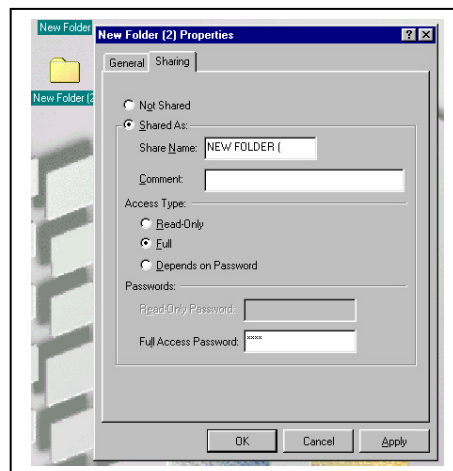 New Folder
New Folder (2) Properties
General Sharing
New Folder (2
Not Shared
Shared As:
Share Name: NEW FOLDER (
Comment:
Access Type:
Read-Only
Full
Depends on Password
Passwords:
Read-Only Password:
Full Access Password: ****
OK Cancel Apply